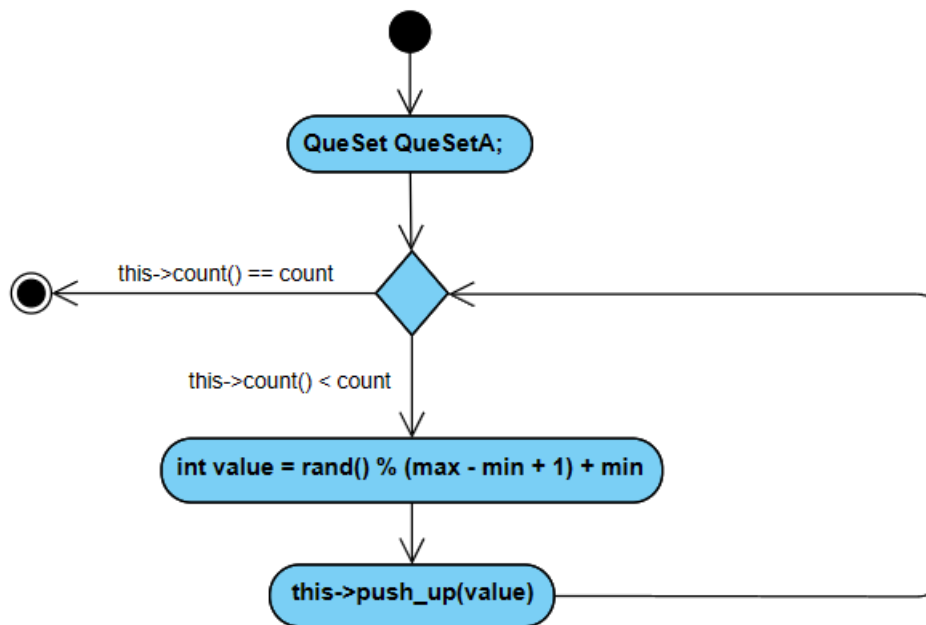 QueSet QueSetA;
this->count() == count
this->count() < count
int value = rand() % (max - min + 1) + min
this->push_up(value)